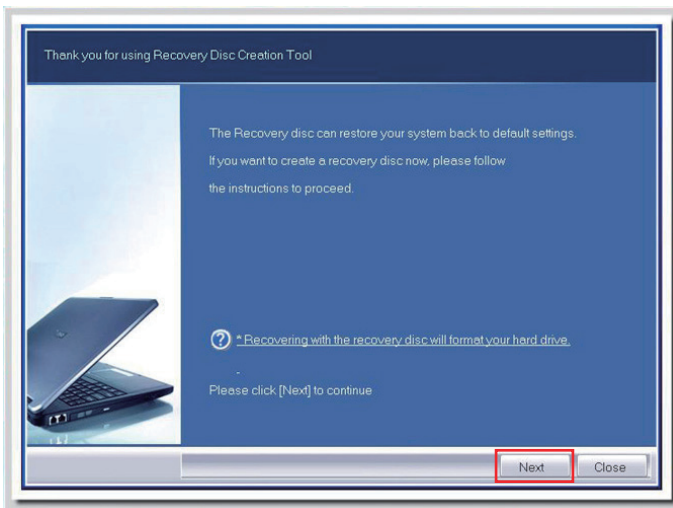 Thank you for using Recovery Disc Creation Tool
The Recovery disc can restore your system back to default settings.
If you want to create a recovery disc now, please follow
the instructions to proceed.
* Recovering with the recovery disc will format your hard drive.
Please click [Next] to continue
Next
Close